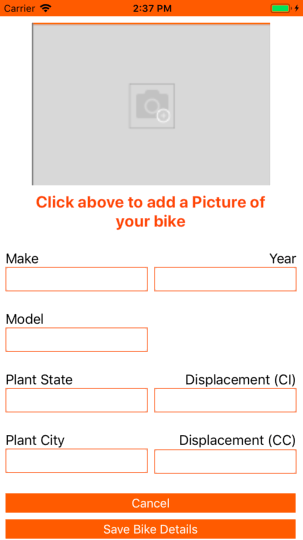 Carrier 2:37 PM
Click above to add a Picture of
your bike
Make Year
Model
Plant State Displacement (CI)
Plant City Displacement (CC)
Cancel
Save Bike Details